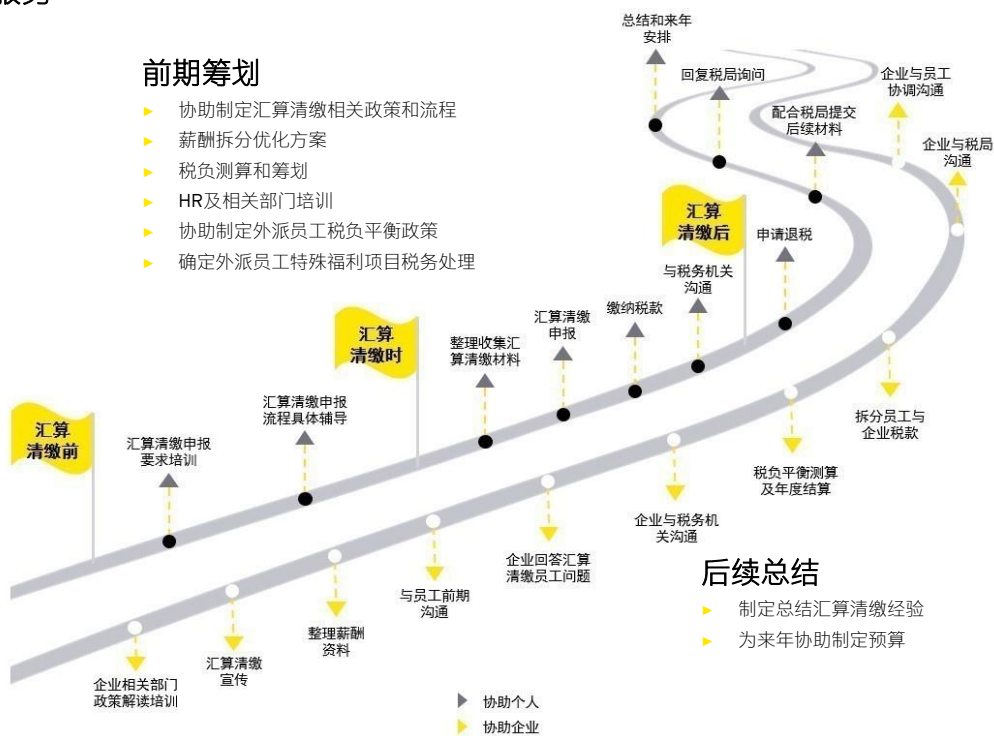 前期筹划
协助制定汇算清缴相关政策和流程
薪酬拆分优化方案
税负测算和筹划
HR及相关部门培训
协助制定外派员工税负平衡政策
确定外派员工特殊福利项目税务处理
总结和来年
安排
回复税局询问
配合税局提交
后续材料
企业与员工
协调沟通
企业与税局
沟通
汇算
清缴后
申请退税
与税务机关
沟通
缴纳税款
汇算清缴
申报
整理收集汇
算清缴材料
汇算
清缴时
汇算清缴申报
流程具体辅导
汇算清缴申报
要求培训
汇算
清缴前
拆分员工与
企业税款
税负平衡测算
及年度结算
企业与税务机
关沟通
企业回答汇算
清缴员工问题
与员工前期
沟通
整理薪酬
资料
汇算清缴
宣传
企业相关部门
政策解读培训
后续总结
制定总结汇算清缴经验
为来年协助制定预算
协助个人
协助企业